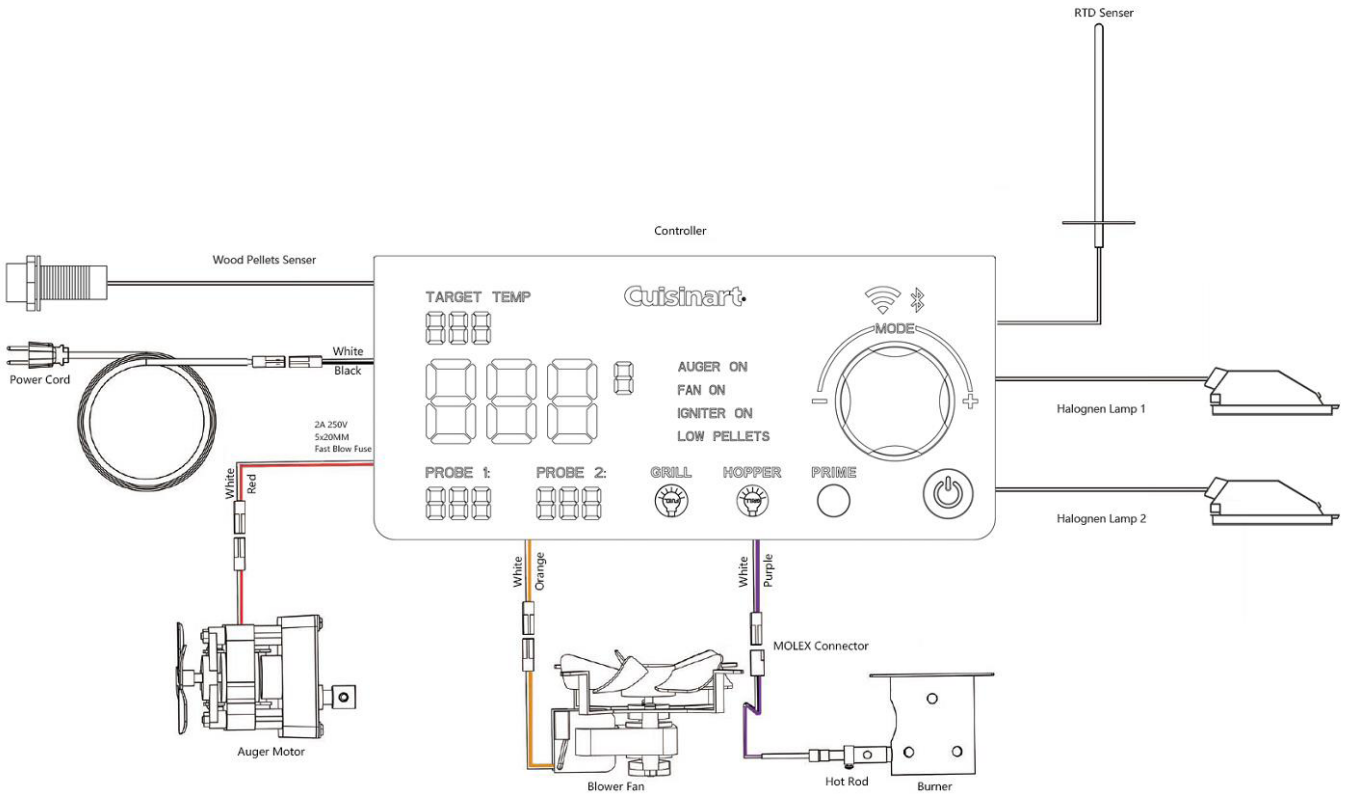 RTD Senser
Controller
Wood Pellets Senser
TARGET TEMP
Cuisinart
MODE
White
Black
Power Cord
AUGER ON
FAN ON
IGNITER ON
LOW PELLETS
- +
Halognen Lamp 1
2A 250V
5x20MM
Fast Blow Fuse
PROBE 1:
PROBE 2:
GRILL
HOPPER
PRIME
Halognen Lamp 2
White
Red
White
Orange
White
Purple
MOLEX Connector
Auger Motor
Blower Fan
Hot Rod
Burner